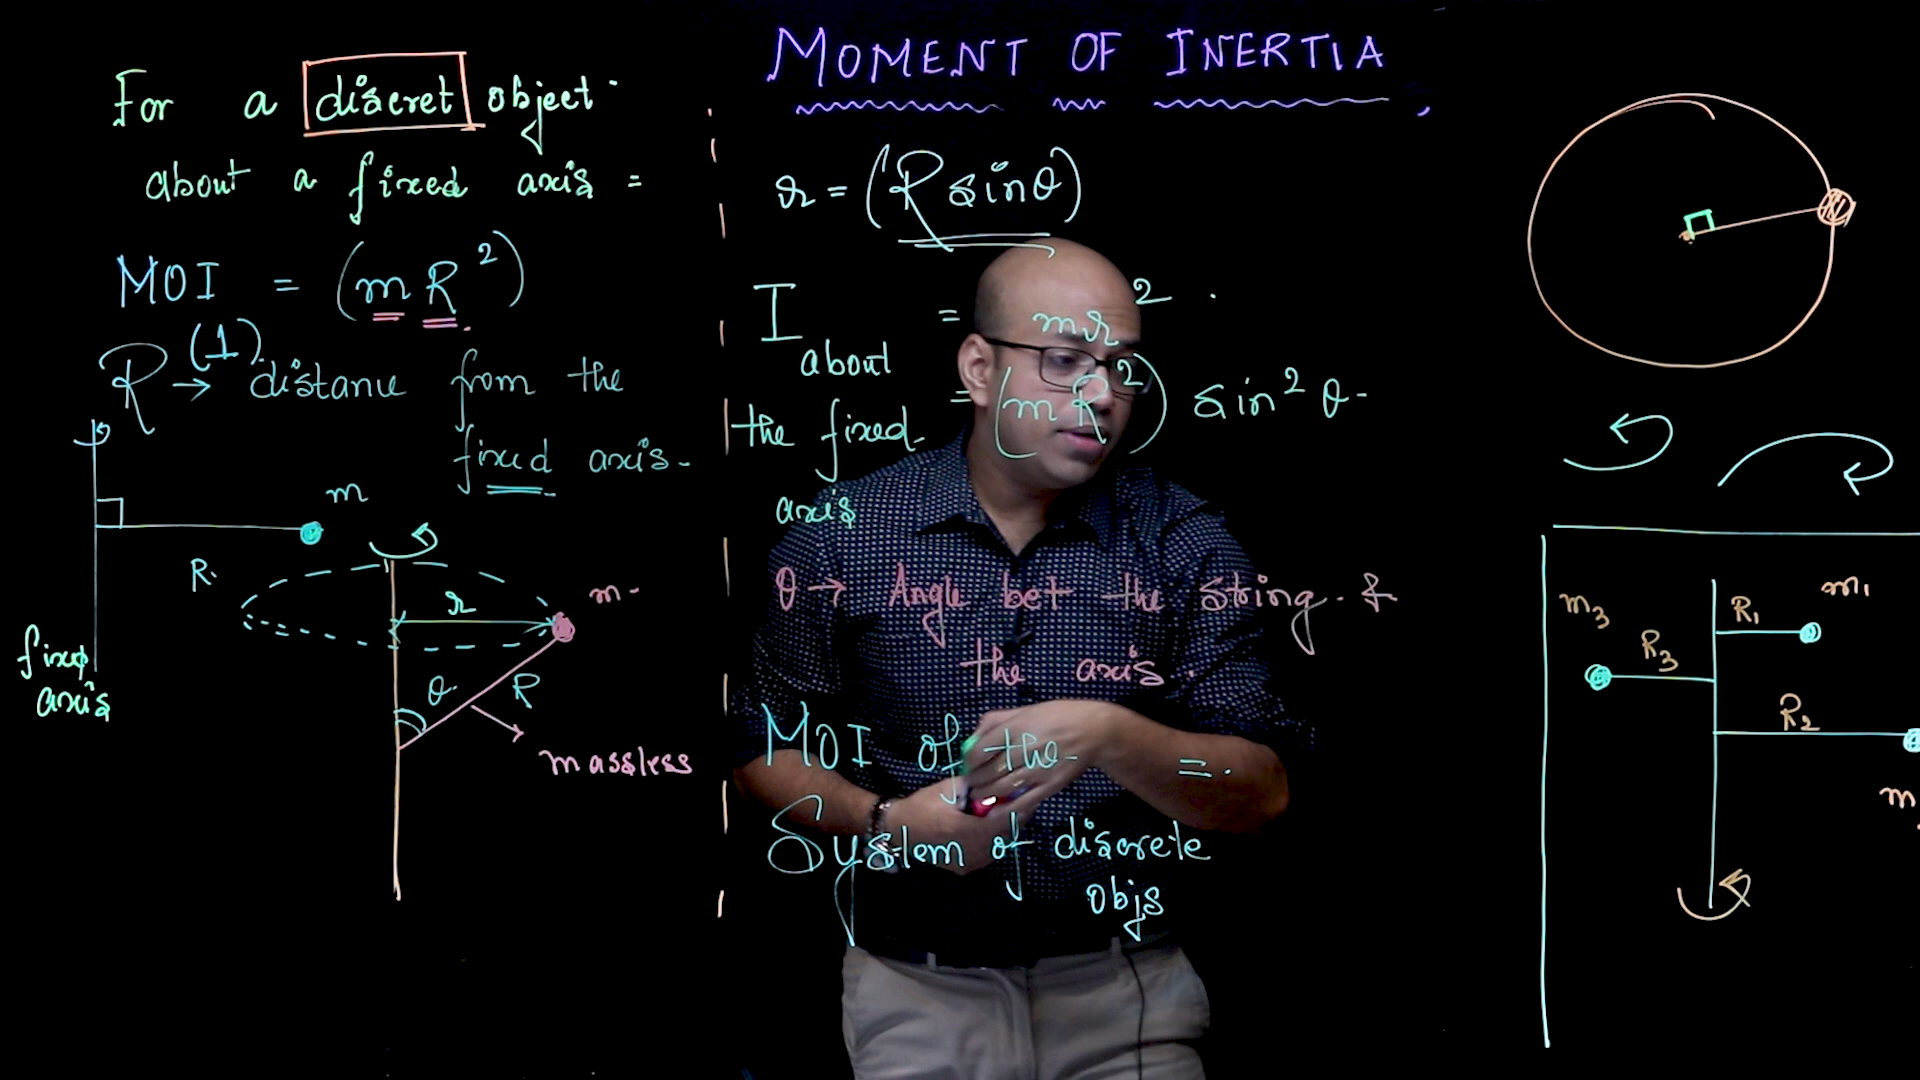 MOMENT OF INERTIA
For a discret object
about a fixed axis =
MOI = (mR²)
(1)
R → distance from the
fixed axis.
m
R.
fixed
axis
m
r
θ
R
massless
r = (R sinθ)
I about the fixed axis = mr²
= (mR²) sin² θ
θ → Angle bet the string &
the axis.
MOI of the =
System of discrete
objs
m3
R3
R1
m1
R2
m